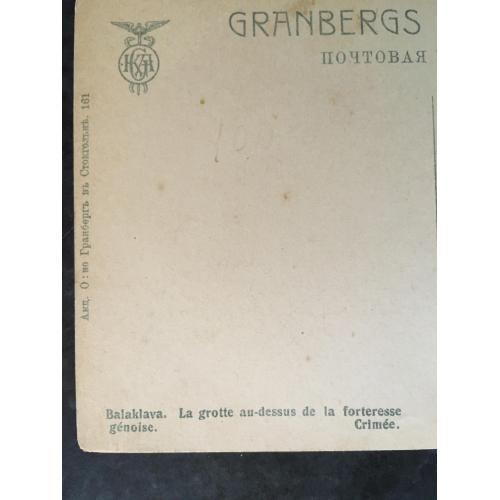 GRANBERGS
ПОЧТОВАЯ
Акц. О:во Гранбергъ въ Стокгольмѣ. 161
Balaklava. La grotte au-dessus de la forteresse
génoise. Crimée.